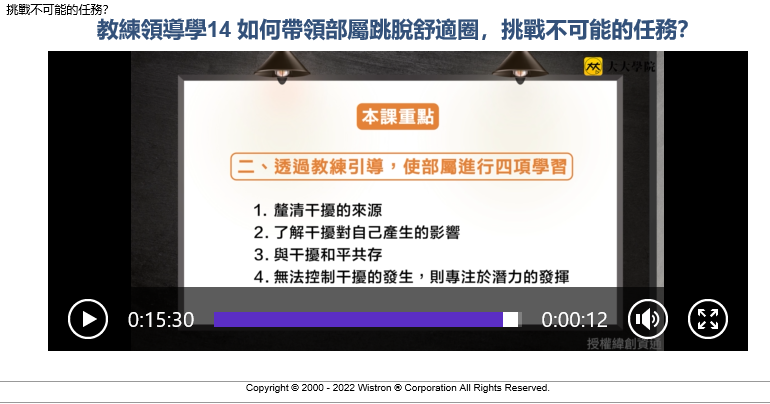 挑戰不可能的任務?
教練領導學14 如何帶領部屬跳脫舒適圈，挑戰不可能的任務?
大大學院
本課重點
二、透過教練引導，使部屬進行四項學習
1. 釐清干擾的來源
2. 了解干擾對自己產生的影響
3. 與干擾和平共存
4. 無法控制干擾的發生，則專注於潛力的發揮
0:15:30
0:00:12
授權緯創資通
Copyright © 2000 - 2022 Wistron ® Corporation All Rights Reserved.